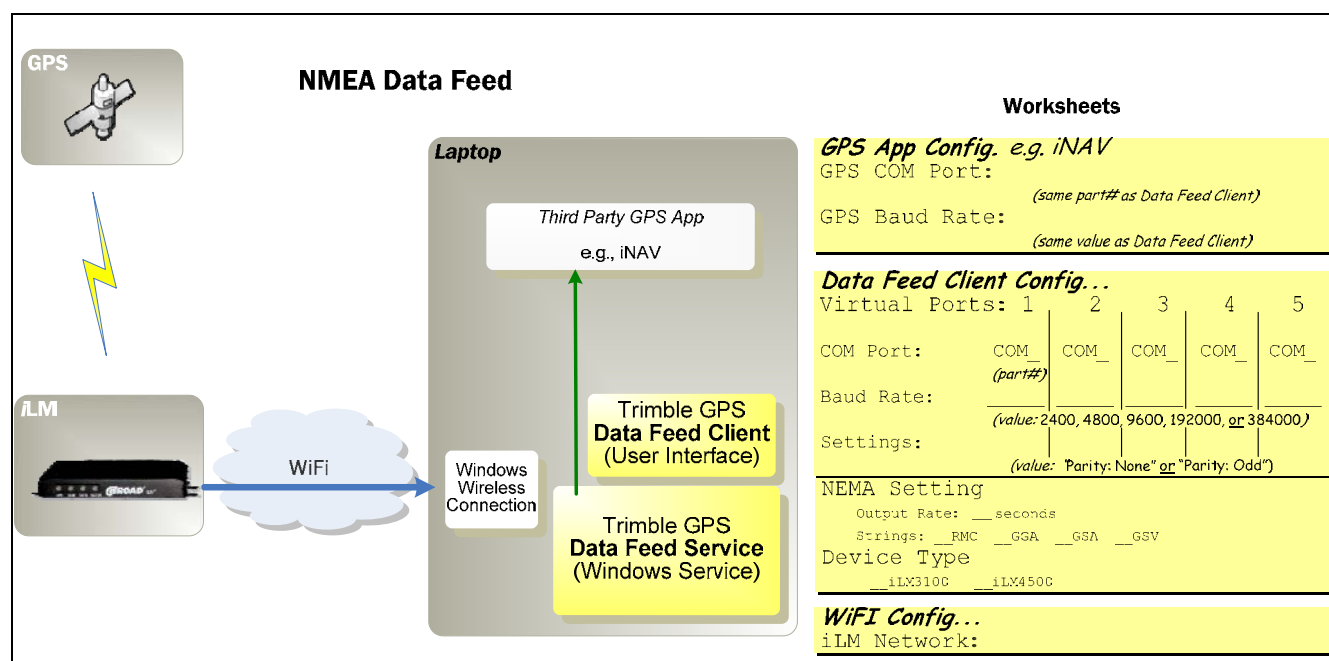 GPS
NMEA Data Feed
Worksheets
Laptop
Third Party GPS App
e.g., iNAV
iLM
@ROAD
WiFi
Windows
Wireless
Connection
Trimble GPS
Data Feed Client
(User Interface)
Trimble GPS
Data Feed Service
(Windows Service)
GPS App Config. e.g. iNAV
GPS COM Port:
(same part# as Data Feed Client)
GPS Baud Rate:
(same value as Data Feed Client)
Data Feed Client Config...
Virtual Ports: 1 2 3 4 5
COM Port: COM_ COM_ COM_ COM_ COM_
(part#)
Baud Rate:
(value: 2400, 4800, 9600, 192000, or 384000)
Settings:
(value: "Parity: None" or "Parity: Odd")
NEMA Setting
Output Rate: __seconds
Strings: __RMC __GGA __GSA __GSV
Device Type
__iLM3100 __iLM4500
WiFI Config...
iLM Network: